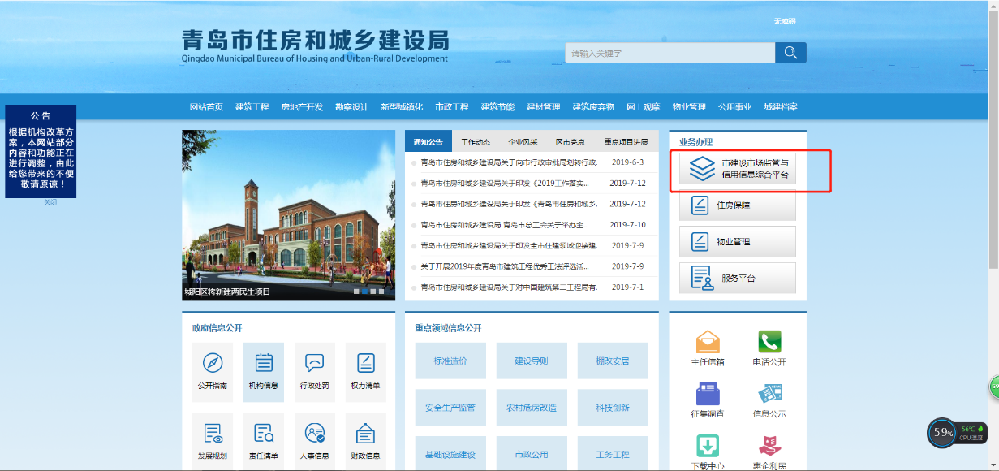 无障碍
青岛市住房和城乡建设局
Qingdao Municipal Bureau of Housing and Urban-Rural Development
请输入关键字
网站首页 建筑工程 房地产开发 勘察设计 新型城镇化 市政工程 建筑节能 建材管理 建筑废弃物 网上观摩 物业管理 公用事业 城建档案
公 告
根据机构改革方
案，本网站部分
内容和功能正在
进行调整，由此
给您带来的不便
敬请原谅！
关闭
城阳区将新建两民生项目
通知公告 工作动态 企业风采 区市亮点 重点项目进展
青岛市住房和城乡建设局关于向市行政审批局划转行政. 2019-6-3
青岛市住房和城乡建设局关于印发《2019工作落实... 2019-7-12
青岛市住房和城乡建设局关于印发《青岛市住房和城乡. 2019-7-12
青岛市住房和城乡建设局 青岛市总工会关于举办全... 2019-7-10
青岛市住房和城乡建设局关于印发全市住建领域迎接建. 2019-7-9
关于开展2019年度青岛市建筑工程优秀工法评选活... 2019-7-9
青岛市住房和城乡建设局关于对中国建筑第二工程局有. 2019-7-1
业务办理
市建设市场监管与
信用信息综合平台
住房保障
物业管理
服务平台
政府信息公开
公开指南 机构信息 行政处罚 权力清单
发展规划 责任清单 人事信息 财政信息
重点领域信息公开
标准造价 建设导则 棚改安居
安全生产监管 农村危房改造 科技创新
基础设施建设 市政公用 工务工程
主任信箱 电话公开
征集调查 信息公示
下载中心 惠企利民
59%
56℃
CPU温度